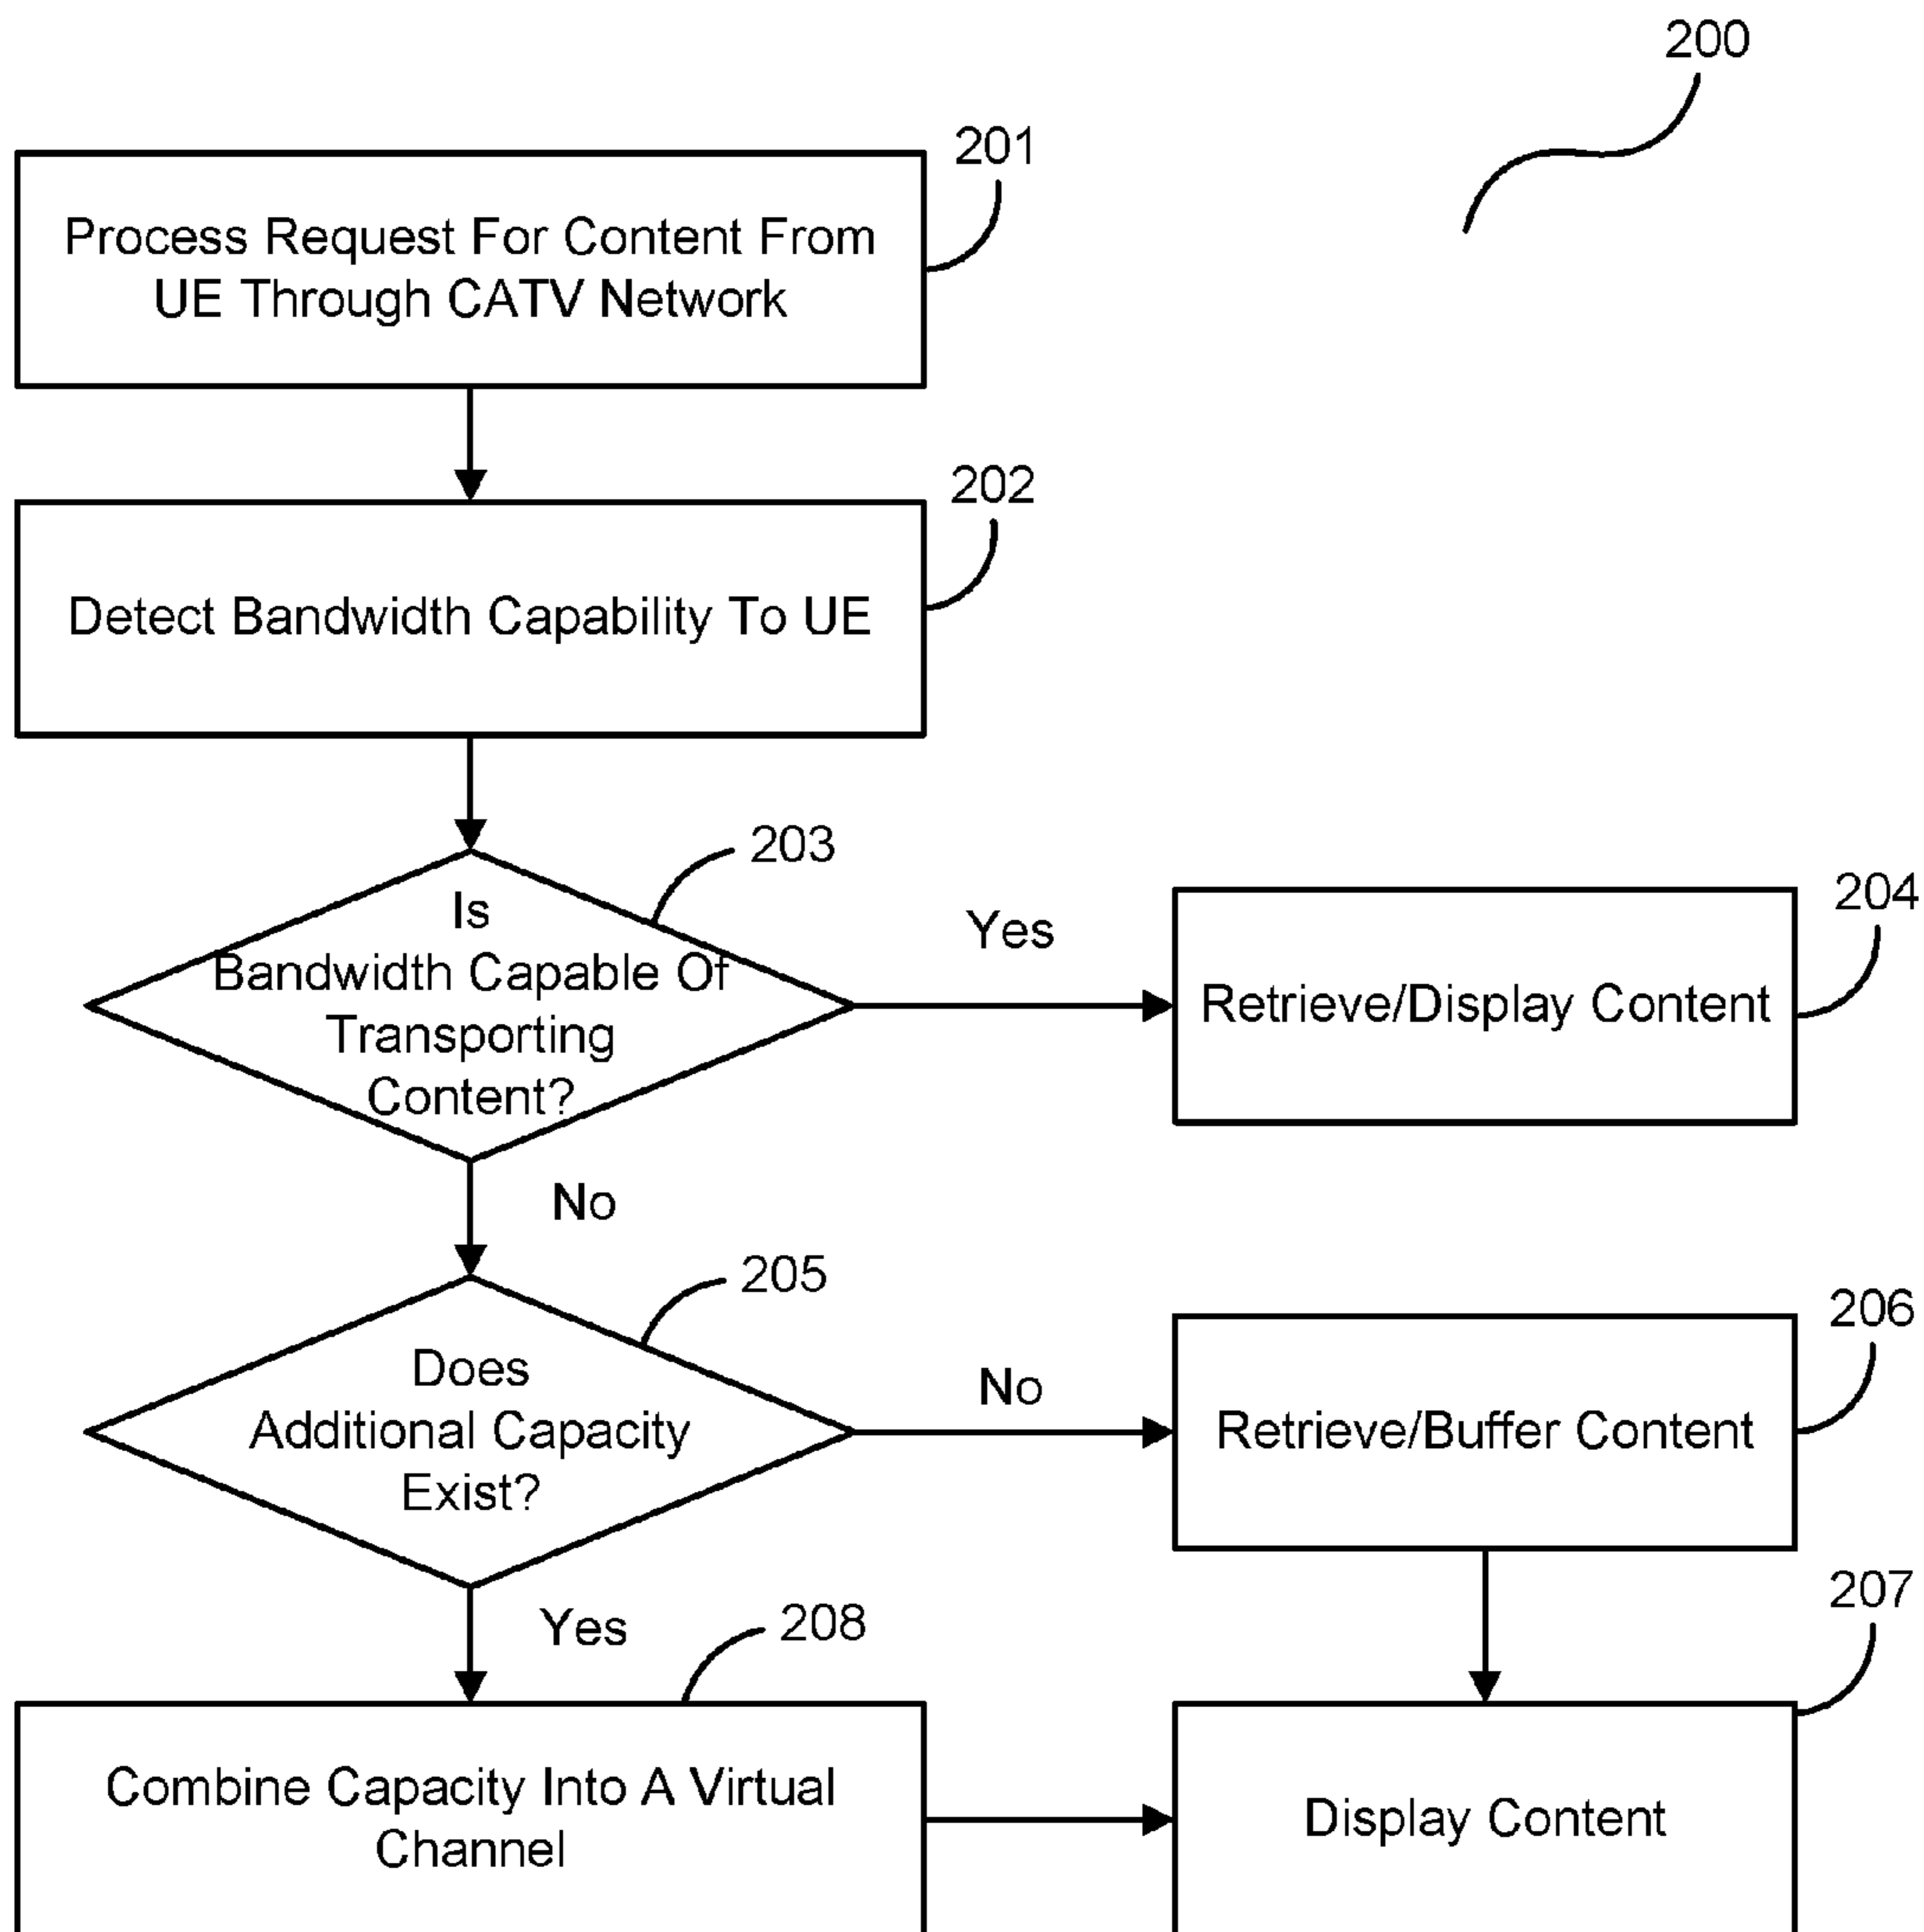 200
201
Process Request For Content From
UE Through CATV Network
202
Detect Bandwidth Capability To UE
203
Is
Bandwidth Capable Of
Transporting
Content?
Yes
204
Retrieve/Display Content
No
205
Does
Additional Capacity
Exist?
No
206
Retrieve/Buffer Content
Yes
208
Combine Capacity Into A Virtual
Channel
207
Display Content